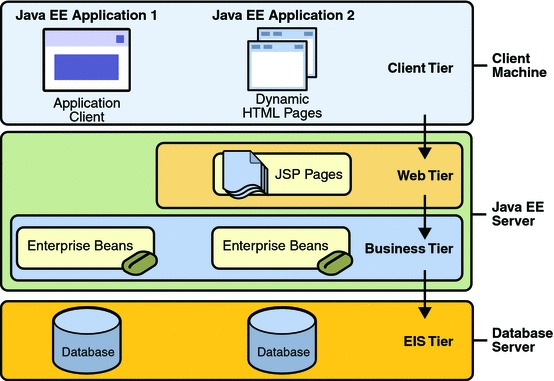 Java EE Application 1
Java EE Application 2
Client Tier
Client
Machine
Application
Client
Dynamic
HTML Pages
JSP Pages
Web Tier
Java EE
Server
Enterprise Beans
Enterprise Beans
Business Tier
Database
Database
EIS Tier
Database
Server